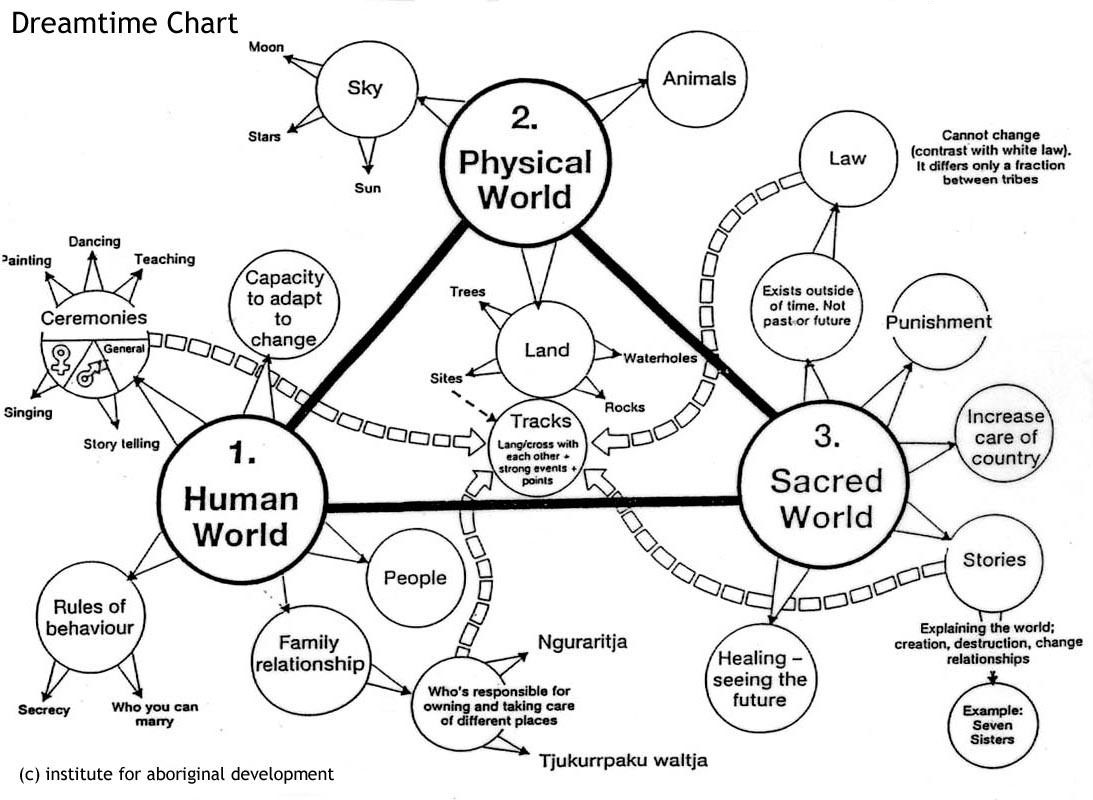 Dreamtime Chart
Moon
Sky
Stars
Sun
2.
Physical
World
Animals
Law
Cannot change
(contrast with white law).
It differs only a fraction
between tribes
Painting
Dancing
Teaching
Ceremonies
General
Singing
Story telling
Capacity
to adapt
to
change
Trees
Land
Waterholes
Sites
Rocks
Tracks
Lang/cross with
each other +
strong events +
points
Exists outside
of time. Not
past or future
Punishment
Increase
care of
country
1.
Human
World
3.
Sacred
World
Rules of
behaviour
Secrecy
Who you can
marry
People
Family
relationship
Who's responsible for
owning and taking care
of different places
Nguraritja
Tjukurrpaku waltja
Healing –
seeing the
future
Stories
Explaining the world;
creation, destruction, change
relationships
Example:
Seven
Sisters
(c) institute for aboriginal development